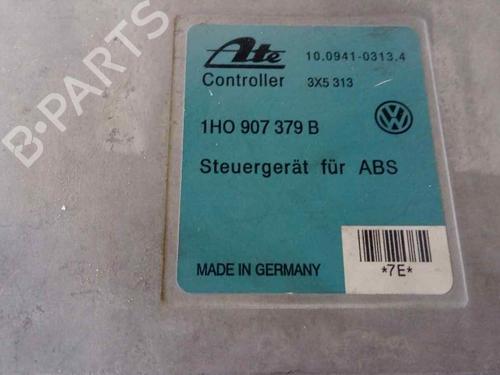 Ate
10.0941-0313.4
Controller 3X5 313
1HO 907 379 B
Steuergerät für ABS
MADE IN GERMANY
*7E*
B-PARTS